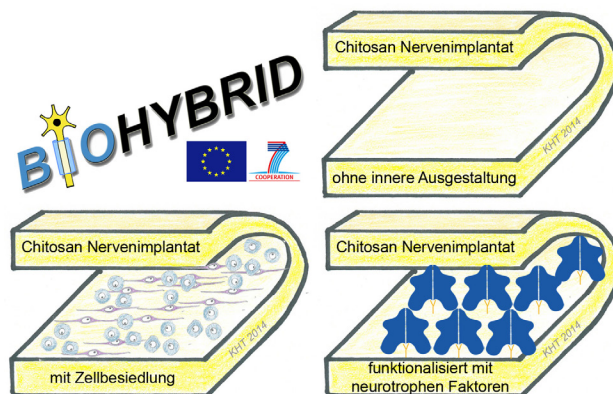 BIOHYBRID
7
COOPERATION
Chitosan Nervenimplantat
KHT 2014
ohne innere Ausgestaltung
Chitosan Nervenimplantat
KHT 2014
mit Zellbesiedlung
Chitosan Nervenimplantat
KHT 2014
funktionalisiert mit
neurotrophen Faktoren